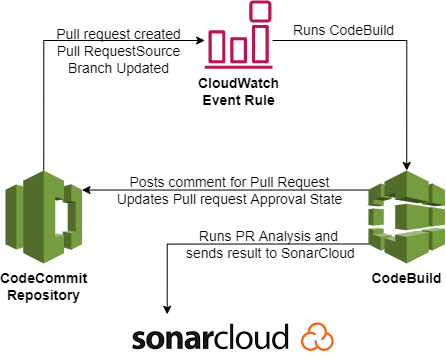 Pull request created
Pull RequestSource
Branch Updated
Runs CodeBuild
CloudWatch
Event Rule
Posts comment for Pull Request
Updates Pull request Approval State
Runs PR Analysis and
sends result to SonarCloud
CodeCommit
Repository
CodeBuild
sonarcloud